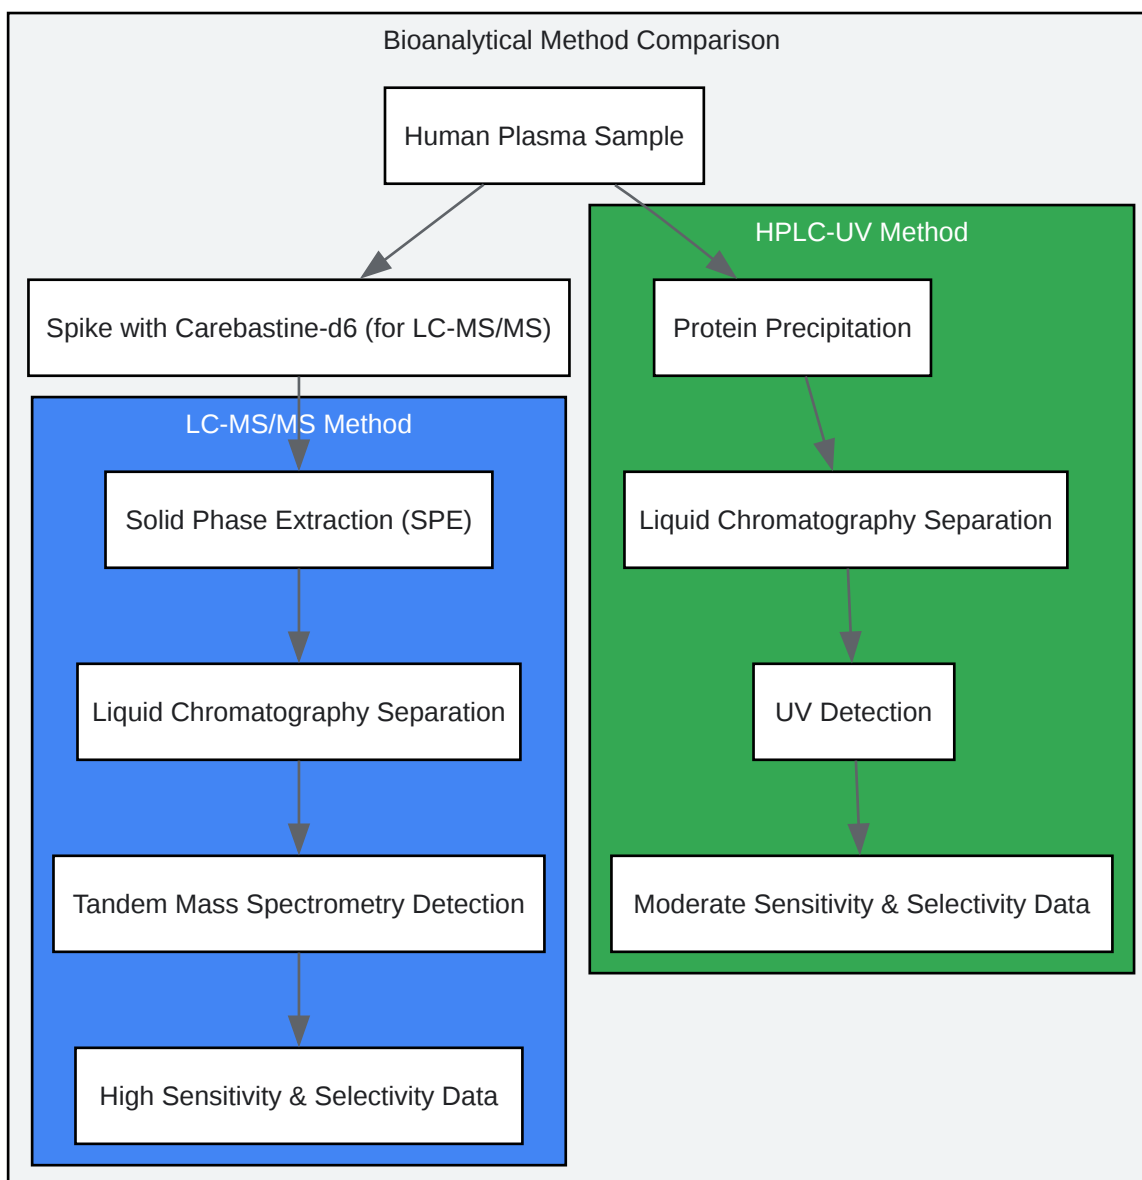 Bioanalytical Method Comparison
Human Plasma Sample
Spike with Carebastine-d6 (for LC-MS/MS)
LC-MS/MS Method
Solid Phase Extraction (SPE)
Liquid Chromatography Separation
Tandem Mass Spectrometry Detection
High Sensitivity & Selectivity Data
HPLC-UV Method
Protein Precipitation
Liquid Chromatography Separation
UV Detection
Moderate Sensitivity & Selectivity Data